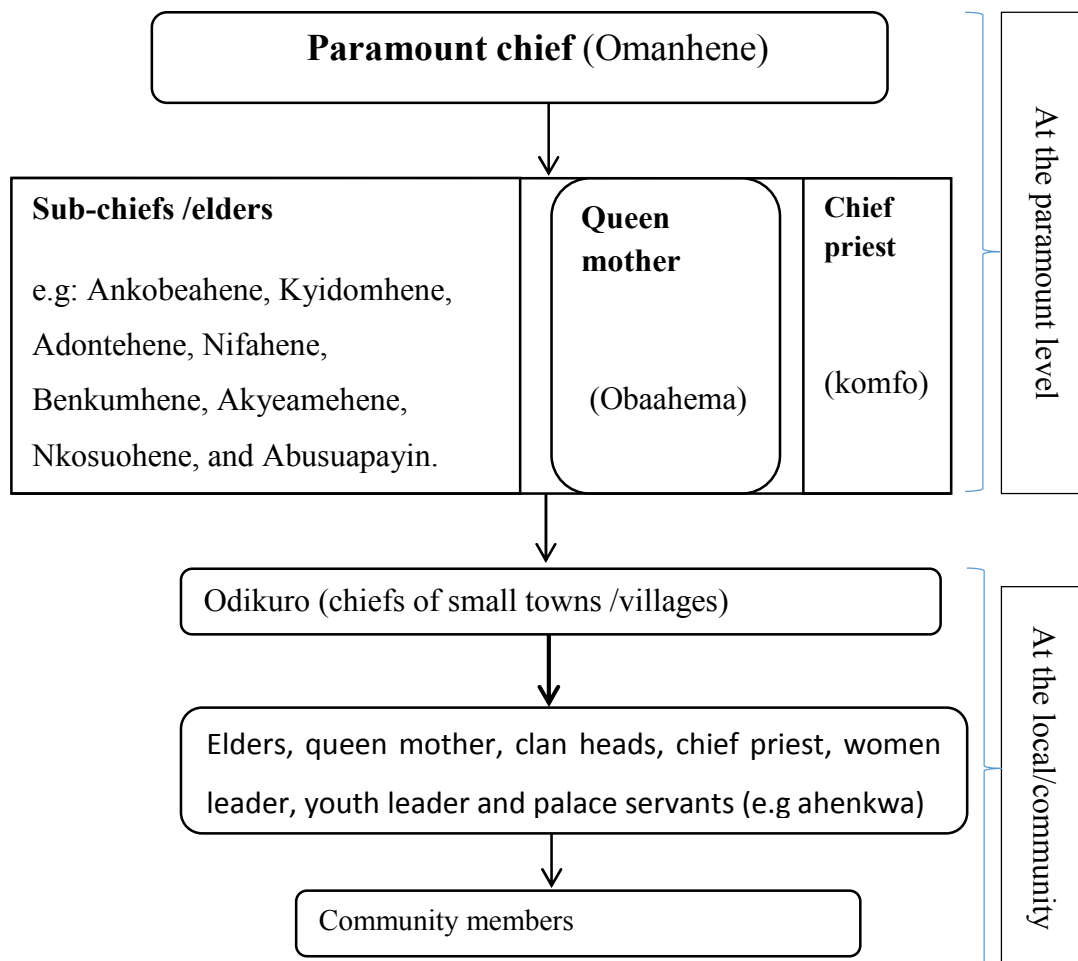 Paramount chief (Omanhene)
Sub-chiefs /elders
e.g: Ankobeahene, Kyidomhene,
Adontehene, Nifahene,
Benkumhene, Akyeamehene,
Nkosuohene, and Abusuapayin.
Queen
mother
(Obaahema)
Chief
priest
(komfo)
At the paramount level
Odikuro (chiefs of small towns /villages)
Elders, queen mother, clan heads, chief priest, women
leader, youth leader and palace servants (e.g ahenkwa)
Community members
At the local/community